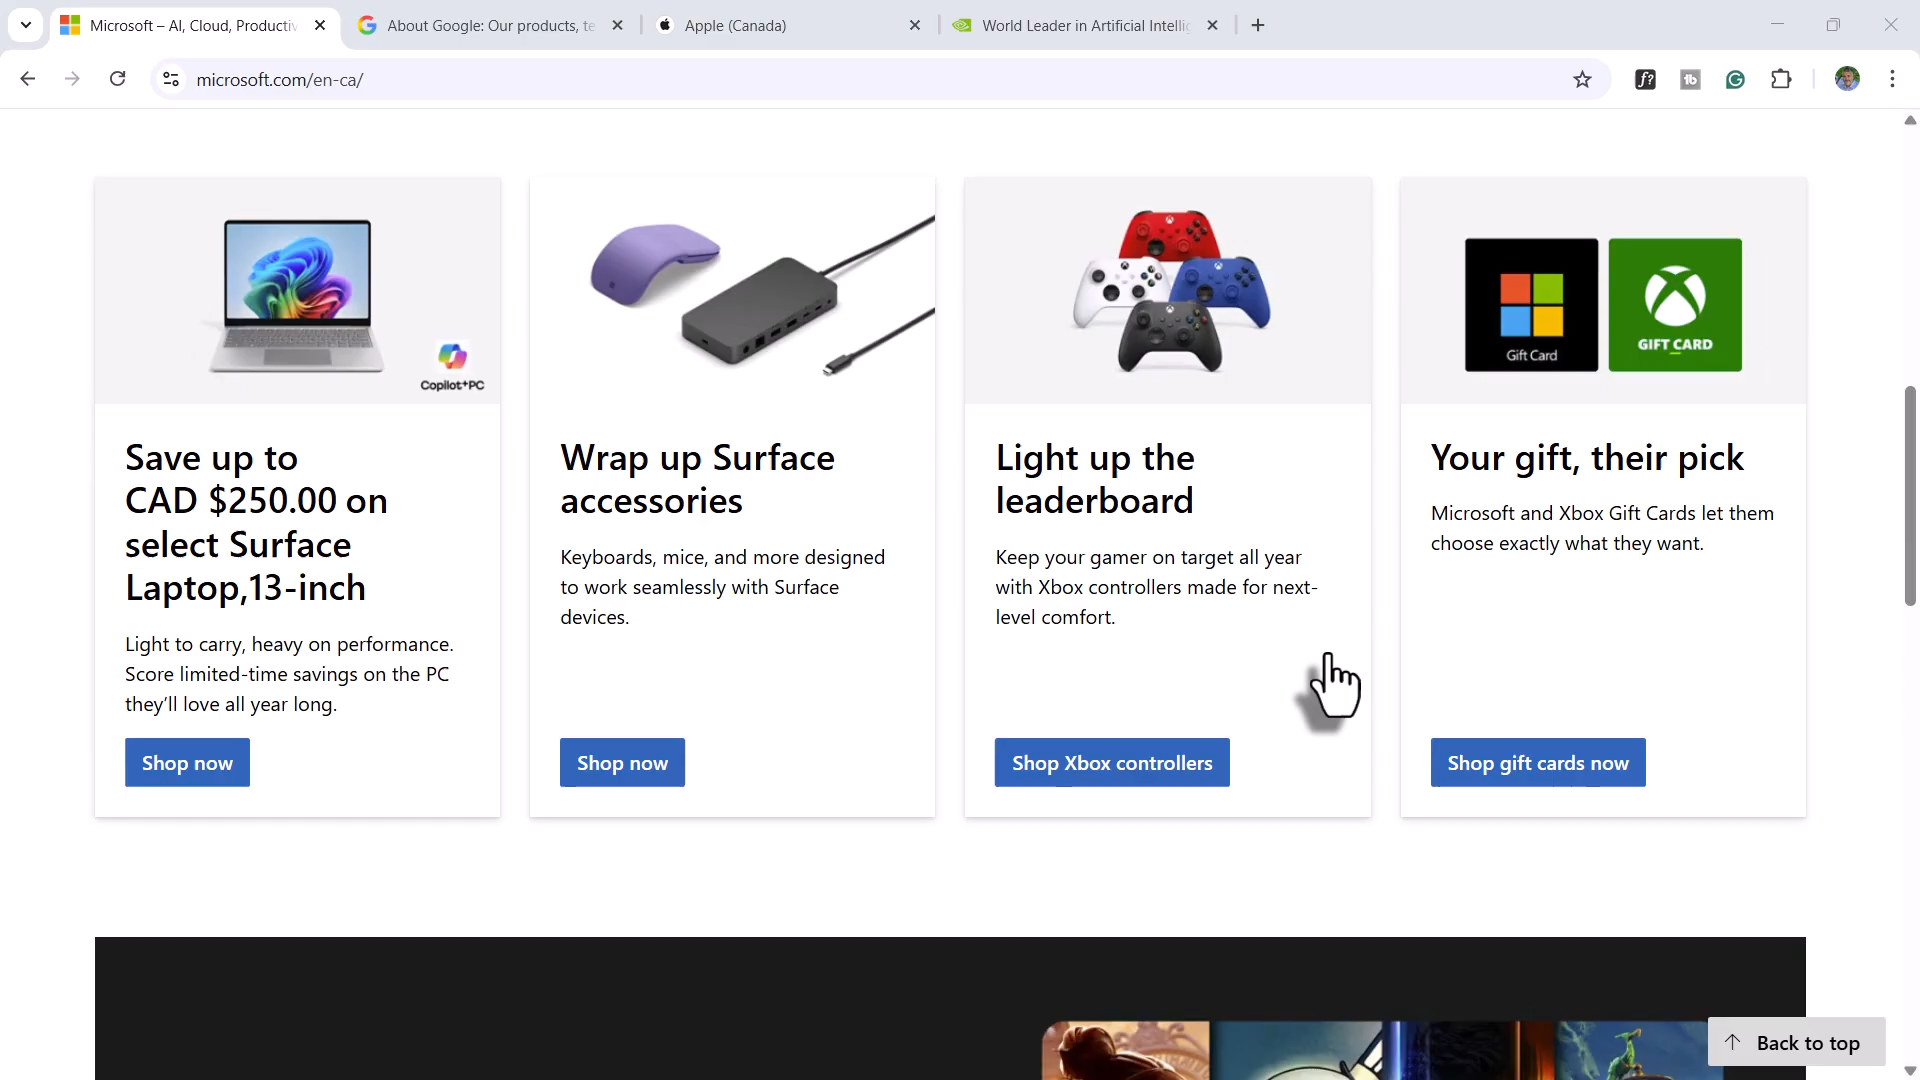 Microsoft – AI, Cloud, Productiv
About Google: Our products, te
Apple (Canada)
World Leader in Artificial Intellig
microsoft.com/en-ca/
f?
tb
G
Copilot+PC
Gift Card
GIFT CARD
Save up to
CAD $250.00 on
select Surface
Laptop,13-inch
Light to carry, heavy on performance.
Score limited-time savings on the PC
they’ll love all year long.
Shop now
Wrap up Surface
accessories
Keyboards, mice, and more designed
to work seamlessly with Surface
devices.
Shop now
Light up the
leaderboard
Keep your gamer on target all year
with Xbox controllers made for next-
level comfort.
Shop Xbox controllers
Your gift, their pick
Microsoft and Xbox Gift Cards let them
choose exactly what they want.
Shop gift cards now
Back to top